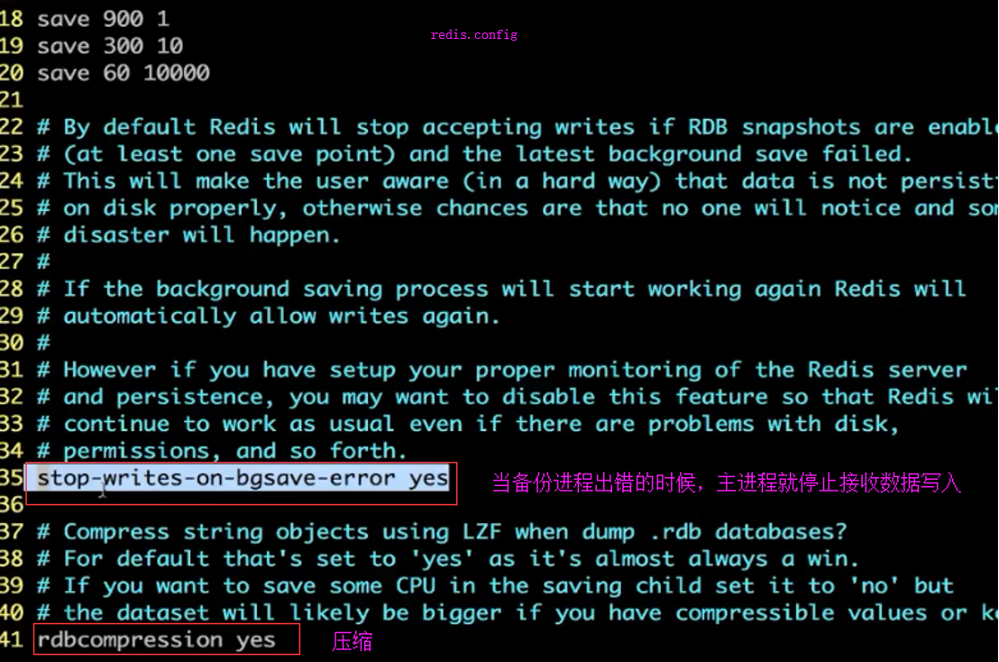 18 save 900 1
redis.config
19 save 300 10
20 save 60 10000
21
22 # By default Redis will stop accepting writes if RDB snapshots are
23 # (at least one save point) and the latest background save failed.
24 # This will make the user aware (in a hard way) that data is not
25 # on disk properly, otherwise chances are that no one will notice and
26 # disaster will happen.
27 #
28 # If the background saving process will start working again Redis will
29 # automatically allow writes again.
30 #
31 # However if you have setup your proper monitoring of the Redis server
32 # and persistence, you may want to disable this feature so that Redis
33 # continue to work as usual even if there are problems with disk,
34 # permissions, and so forth.
35 stop-writes-on-bgsave-error yes 当备份进程出错的时候，主进程就停止接收数据写入
36
37 # Compress string objects using LZF when dump .rdb databases?
38 # For default that's set to 'yes' as it's almost always a win.
39 # If you want to save some CPU in the saving child set it to 'no' but
40 # the dataset will likely be bigger if you have compressible values or
41 rdbcompression yes 压缩